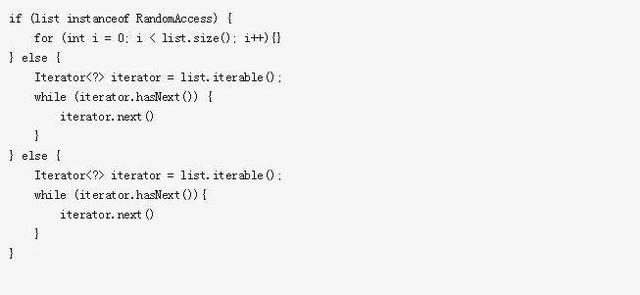 if (list instanceof RandomAccess) {
    for (int i = 0; i < list.size(); i++){}
} else {
    Iterator<?> iterator = list.iterable();
    while (iterator.hasNext()) {
        iterator.next()
    }
} else {
    Iterator<?> iterator = list.iterable();
    while (iterator.hasNext()){
        iterator.next()
    }
}